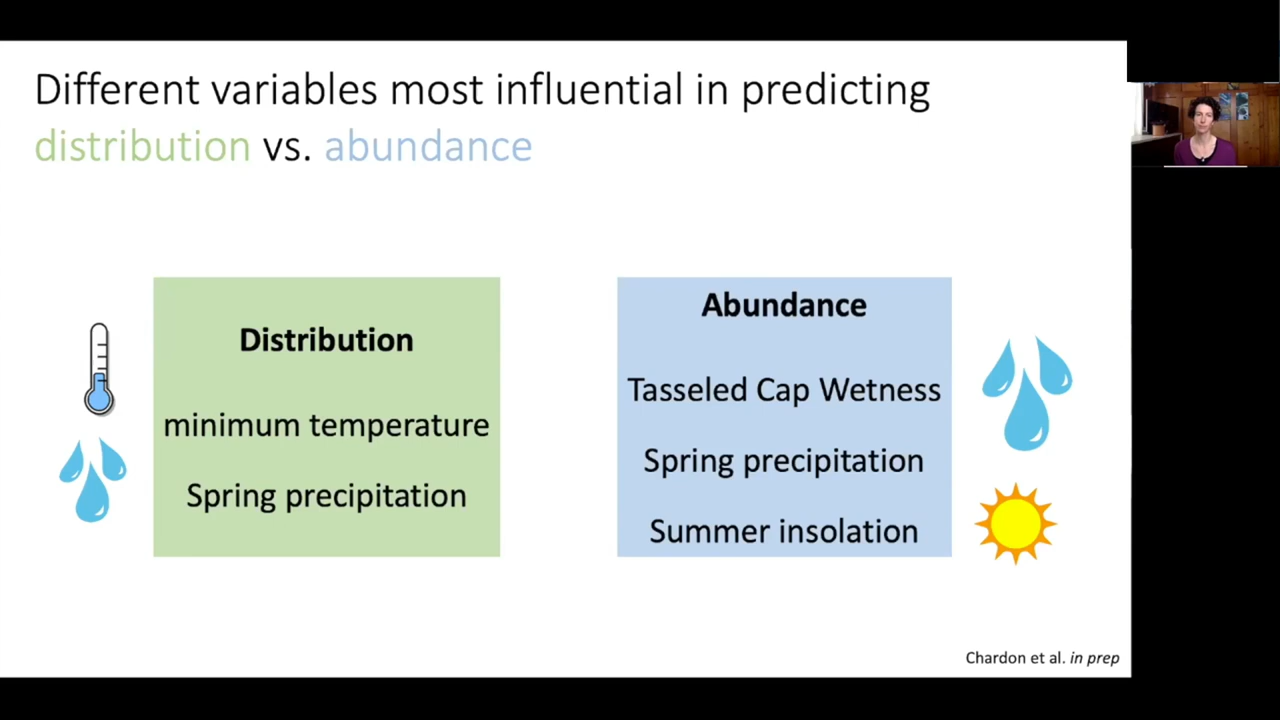 Different variables most influential in predicting
distribution vs. abundance
Distribution
minimum temperature
Spring precipitation
Abundance
Tasseled Cap Wetness
Spring precipitation
Summer insolation
Chardon et al. in prep